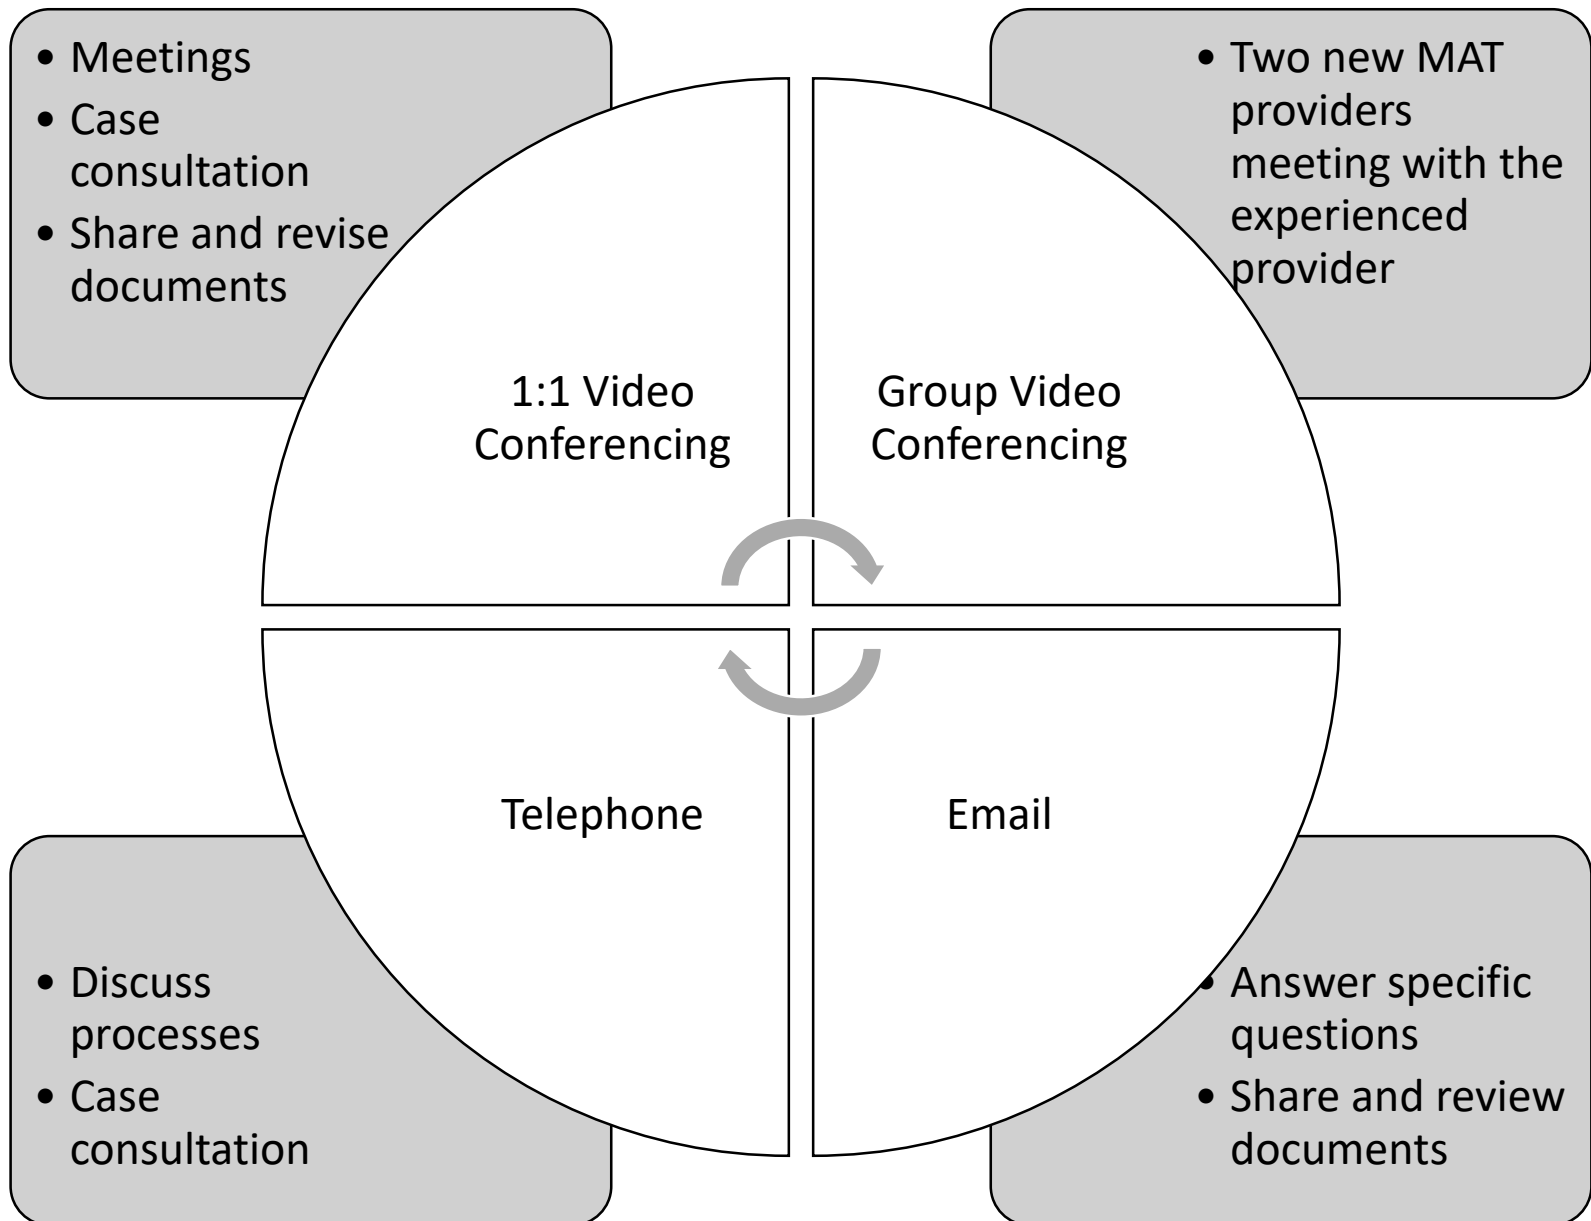 • Meetings
• Case
consultation
• Share and revise
documents
• Two new MAT
providers
meeting with the
experienced
provider
1:1 Video
Conferencing
Group Video
Conferencing
Telephone
Email
• Discuss
processes
• Case
consultation
• Answer specific
questions
• Share and review
documents